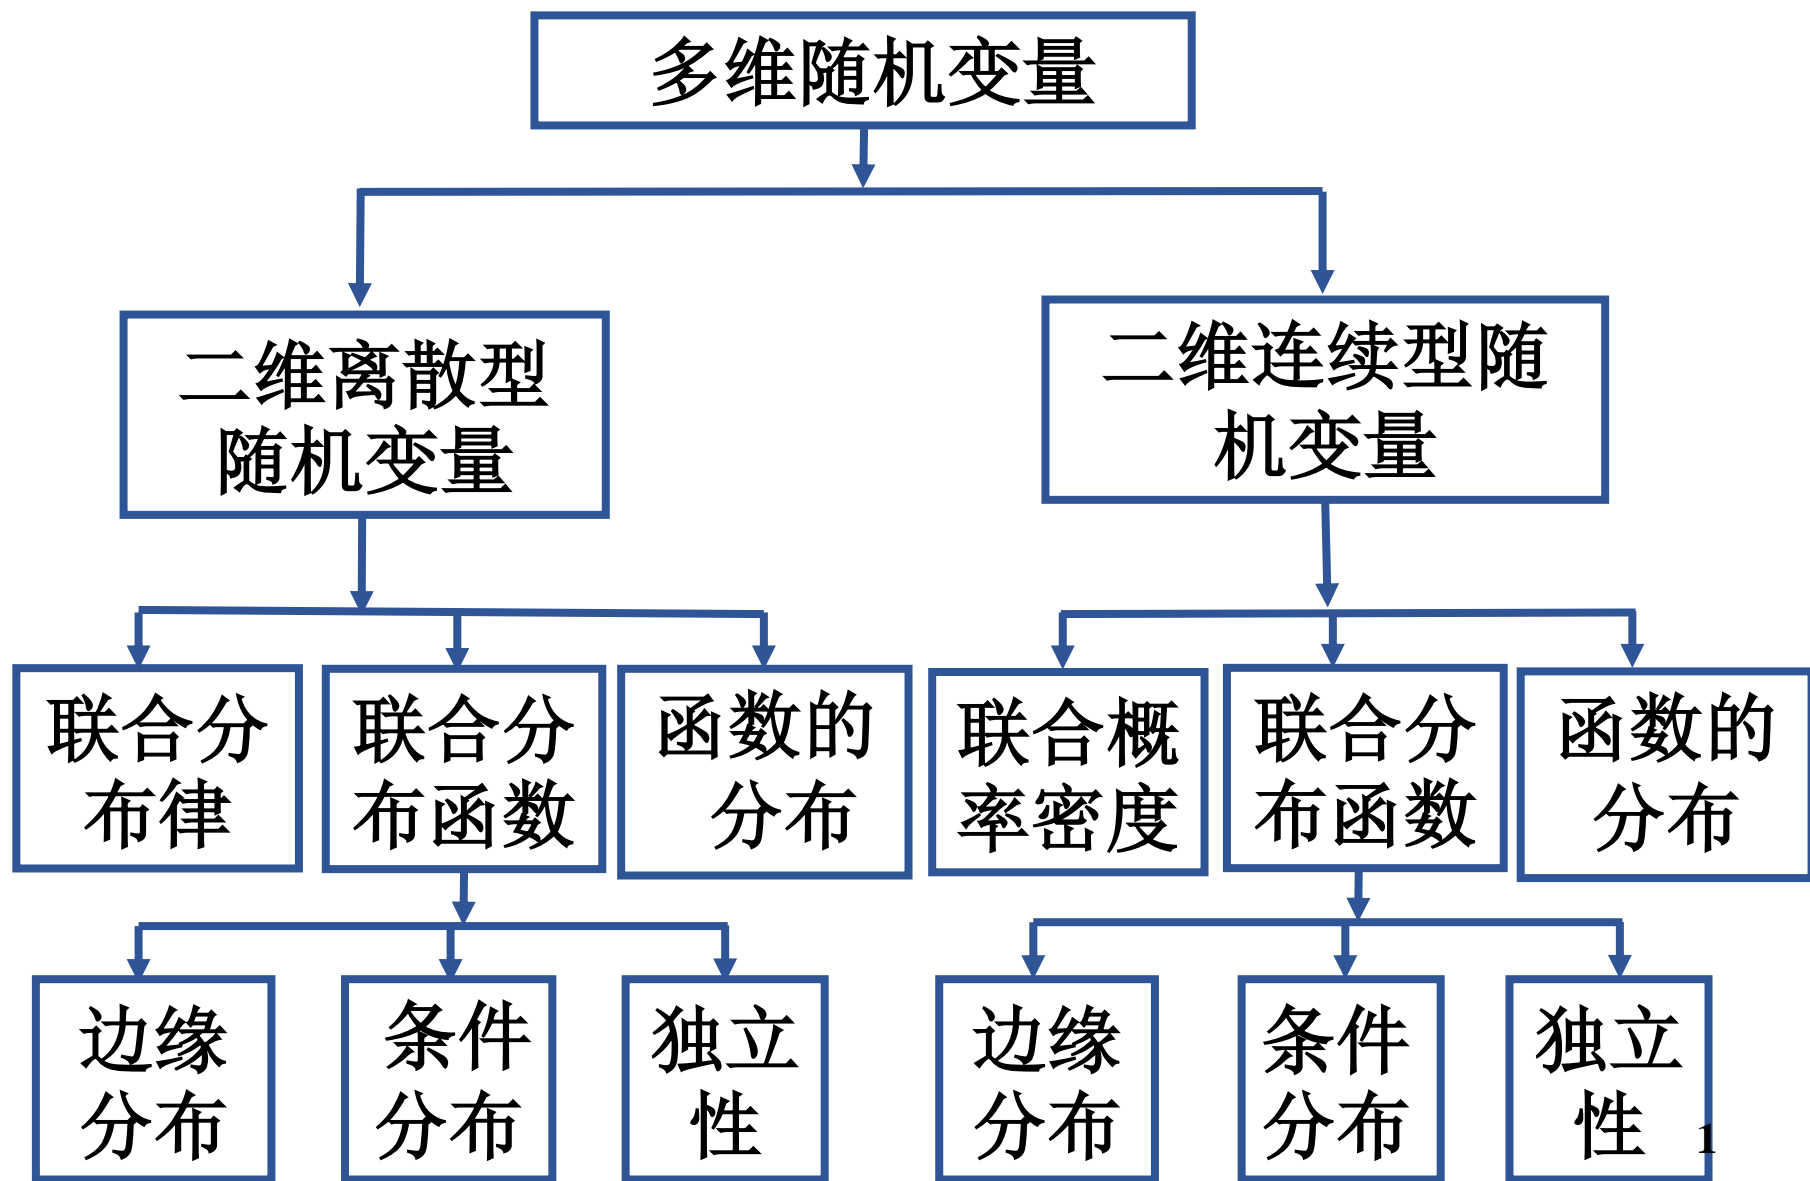 多维随机变量
二维离散型
随机变量
二维连续型随
机变量
联合分
布律
联合分
布函数
函数的
分布
联合概
率密度
联合分
布函数
函数的
分布
边缘
分布
条件
分布
独立
性
边缘
分布
条件
分布
独立
性
1